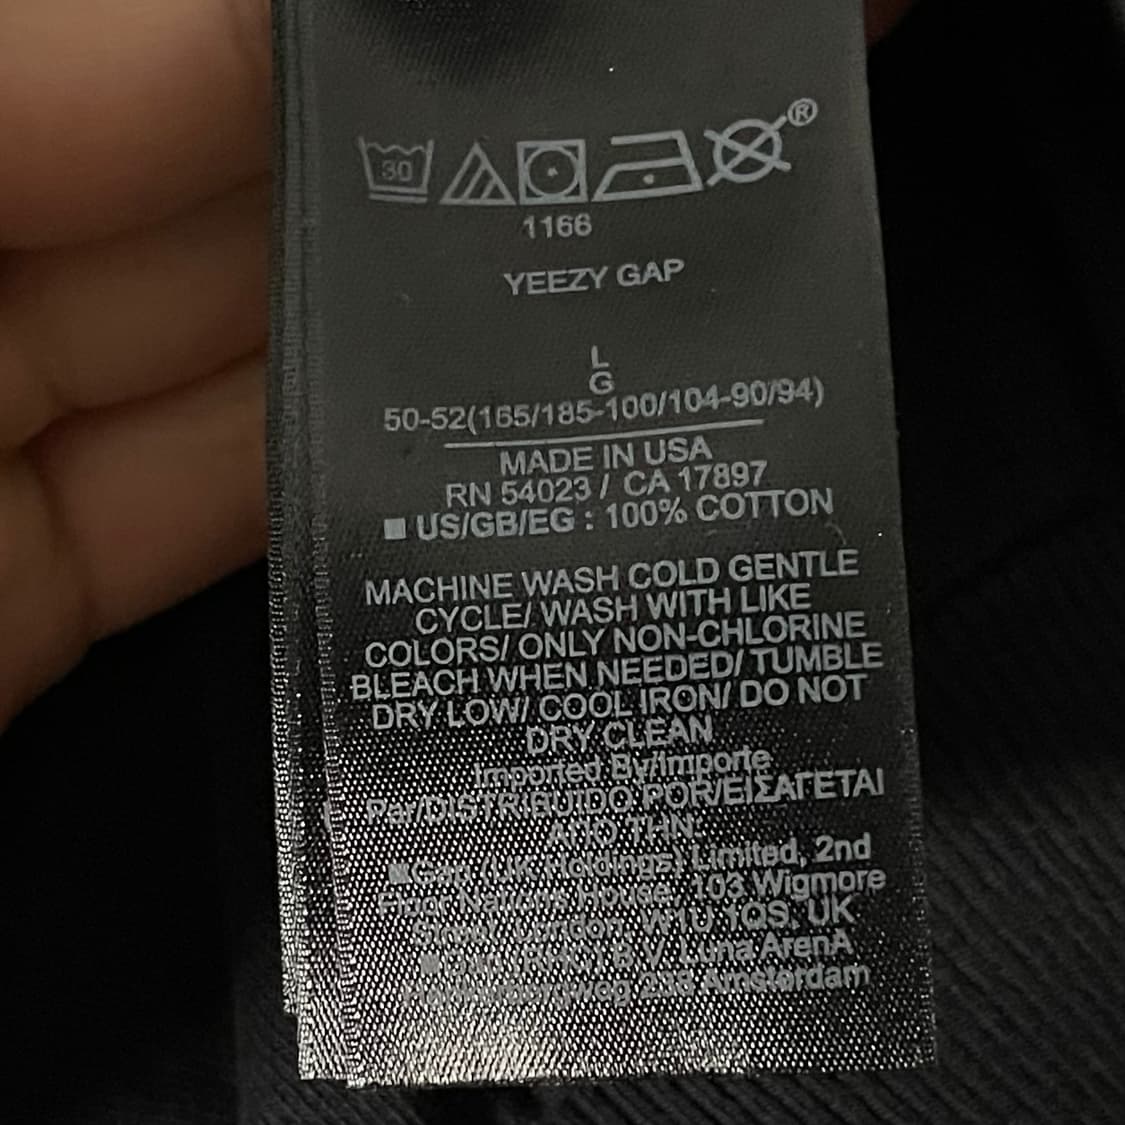 30
®
1166
YEEZY GAP
L
G
50-52(165/185-100/104-90/94)
MADE IN USA
RN 54023 / CA 17897
■ US/GB/EG : 100% COTTON
MACHINE WASH COLD GENTLE
CYCLE/ WASH WITH LIKE
COLORS/ ONLY NON-CHLORINE
BLEACH WHEN NEEDED/ TUMBLE
DRY LOW/ COOL IRON/ DO NOT
DRY CLEAN
Imported By/Importe
Par/DISTRIBUIDO POR/ΕΙΣΑΓΕΤΑΙ
ΑΠΟ ΤΗΝ:
■Gap (UK Holdings) Limited, 2nd
Floor Nations House, 103 Wigmore
Street, London, W1U 1QS, UK
B.V. Luna ArenA
Amsterdam